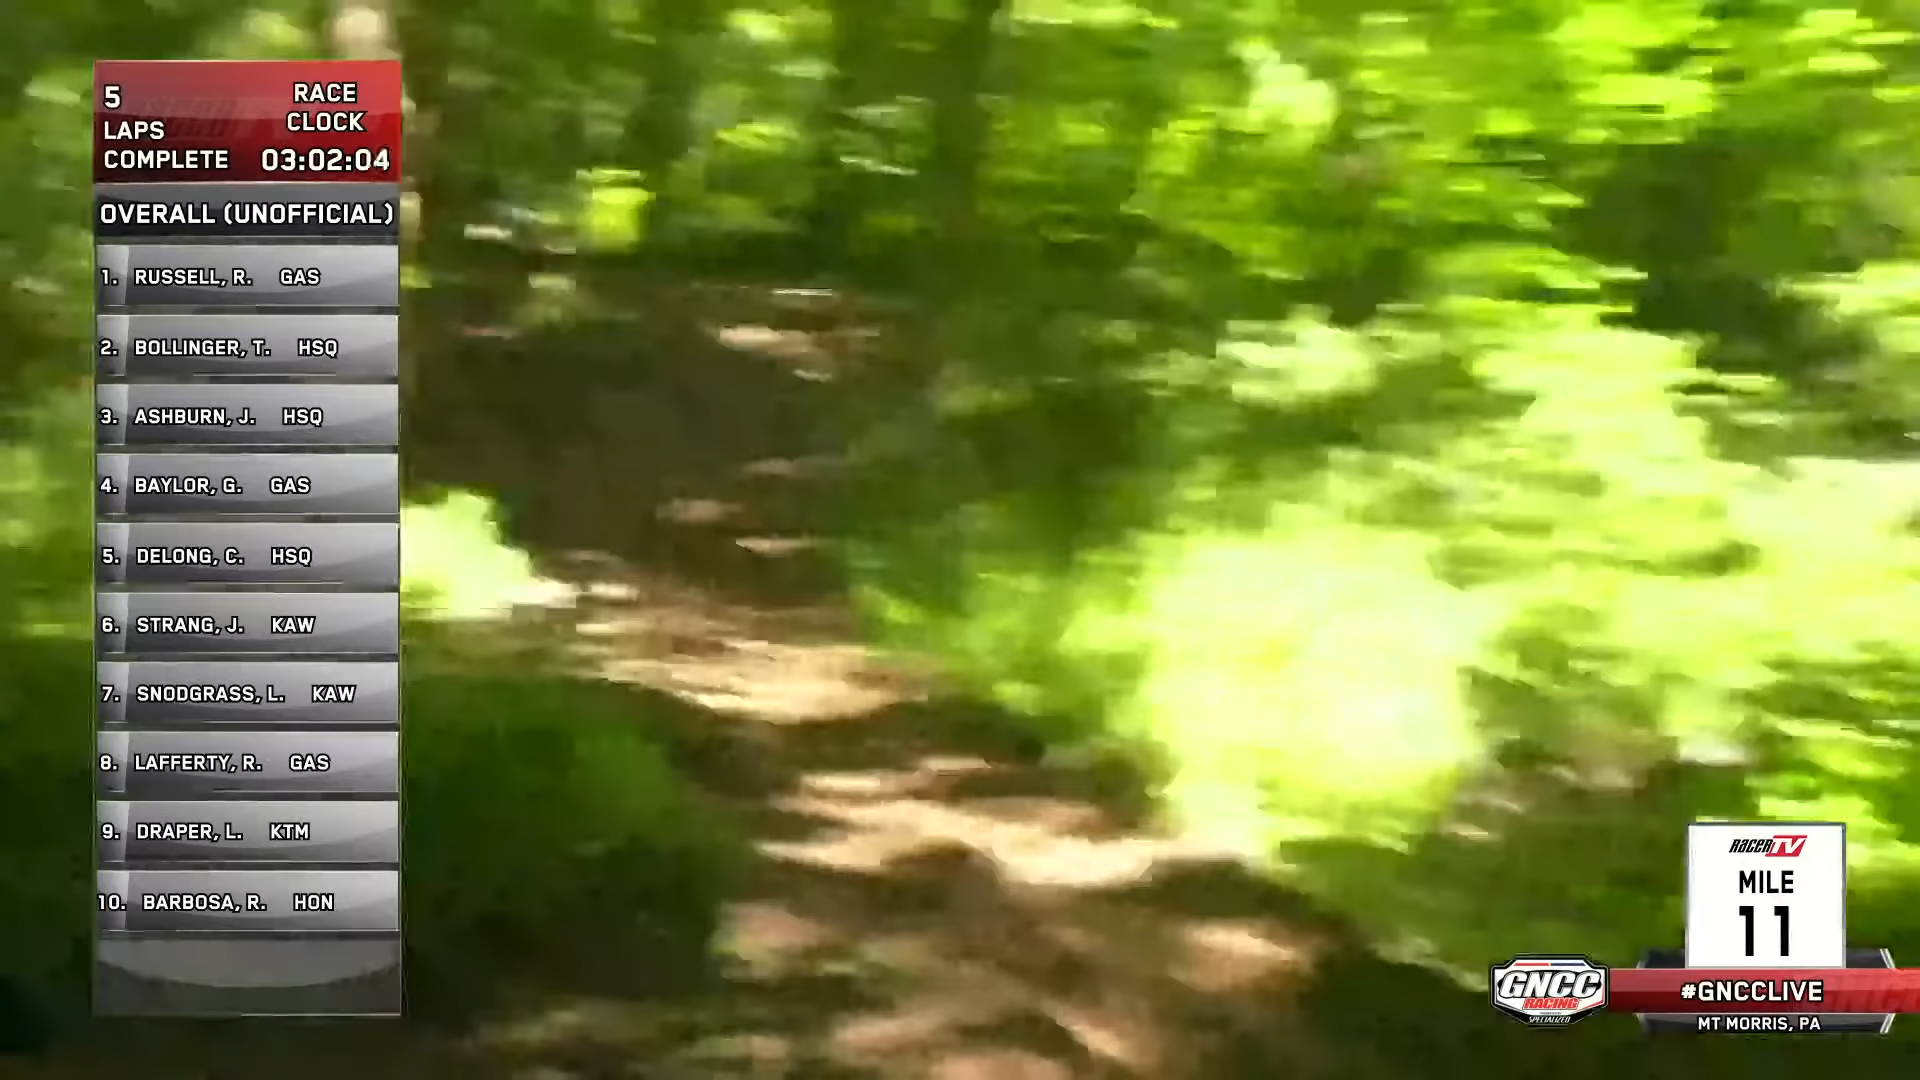 5
LAPS
COMPLETE
RACE
CLOCK
03:02:04
OVERALL (UNOFFICIAL)
1. RUSSELL, R. GAS
2. BOLLINGER, T. HSQ
3. ASHBURN, J. HSQ
4. BAYLOR, G. GAS
5. DELONG, C. HSQ
6. STRANG, J. KAW
7. SNODGRASS, L. KAW
8. LAFFERTY, R. GAS
9. DRAPER, L. KTM
10. BARBOSA, R. HON
RACER TV
MILE
11
GNCC
RACING
SPECIALIZED
#GNCCLIVE
MT MORRIS, PA